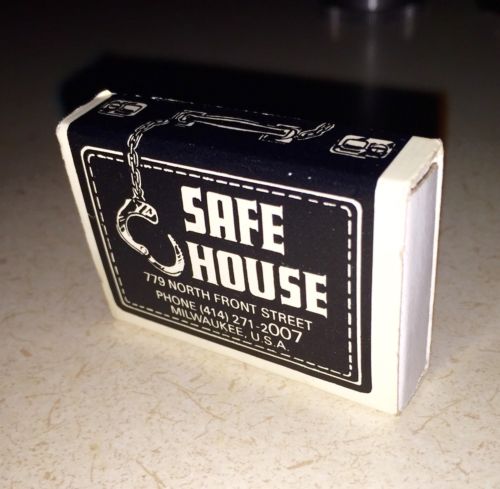 SAFE
HOUSE
779 NORTH FRONT STREET
PHONE (414) 271-2007
MILWAUKEE, U.S.A.